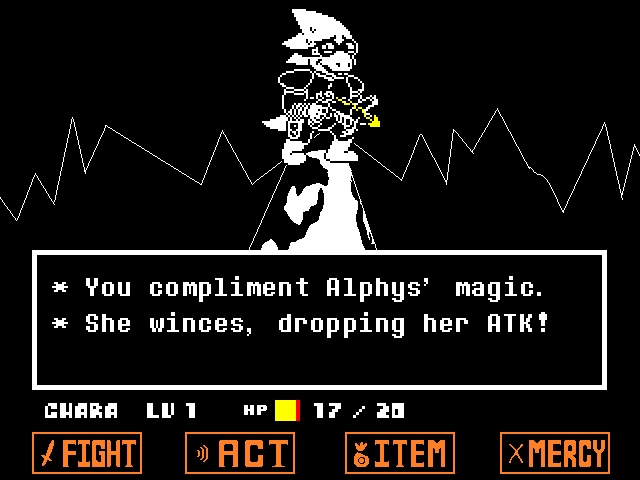 * You compliment Alphys' magic.
* She winces, dropping her ATK!
CHARA LV 1 HP 17 / 20
FIGHT ACT ITEM MERCY